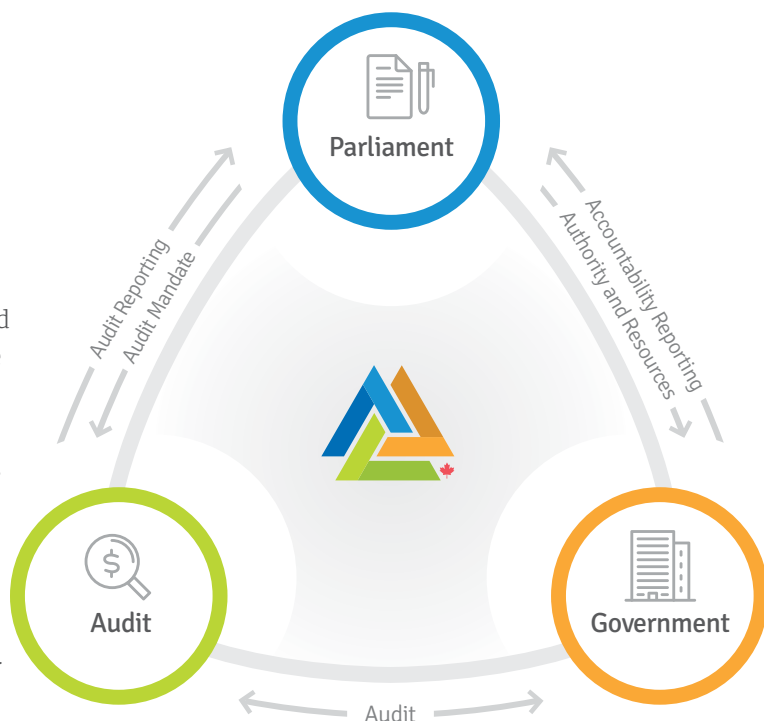 Parliament
Audit Reporting
Audit Mandate
Accountability Reporting
Authority and Resources
d
$
Audit
Government
Audit